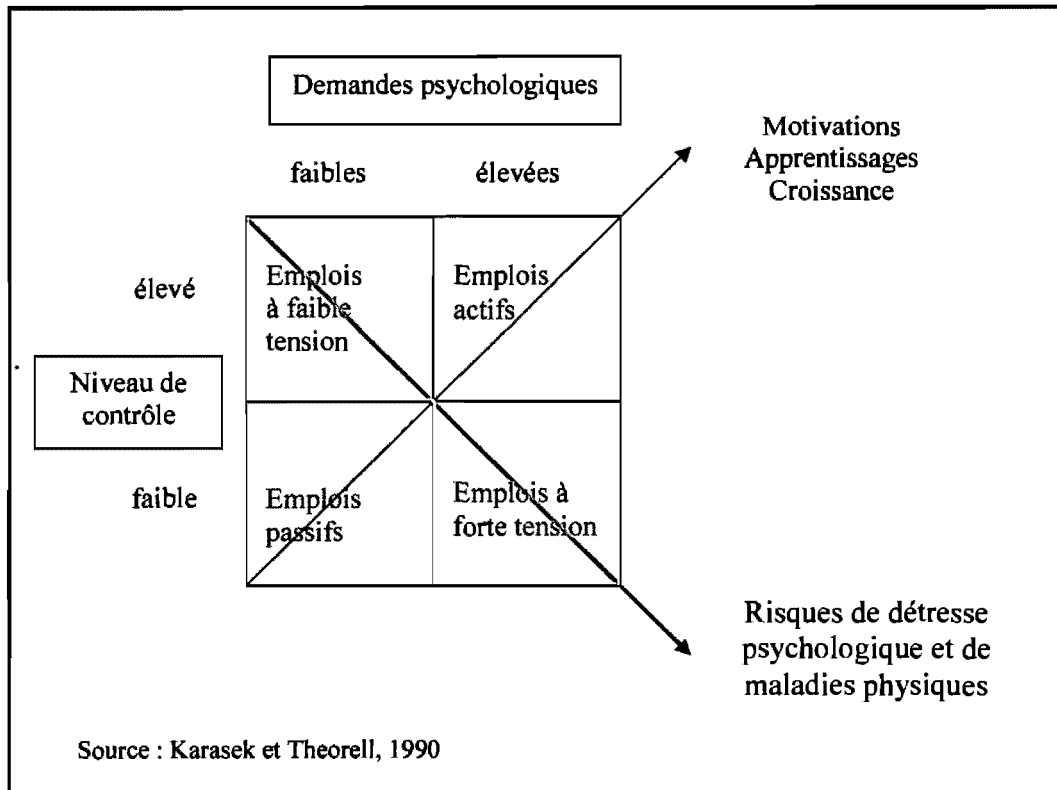 Demandes psychologiques
Motivations
Apprentissages
Croissance
faibles
élevées
élevé
Emplois
à faible
tension
Emplois
actifs
Niveau de
contrôle
faible
Emplois
passifs
Emplois à
forte tension
Risques de détresse
psychologique et de
maladies physiques
Source : Karasek et Theorell, 1990